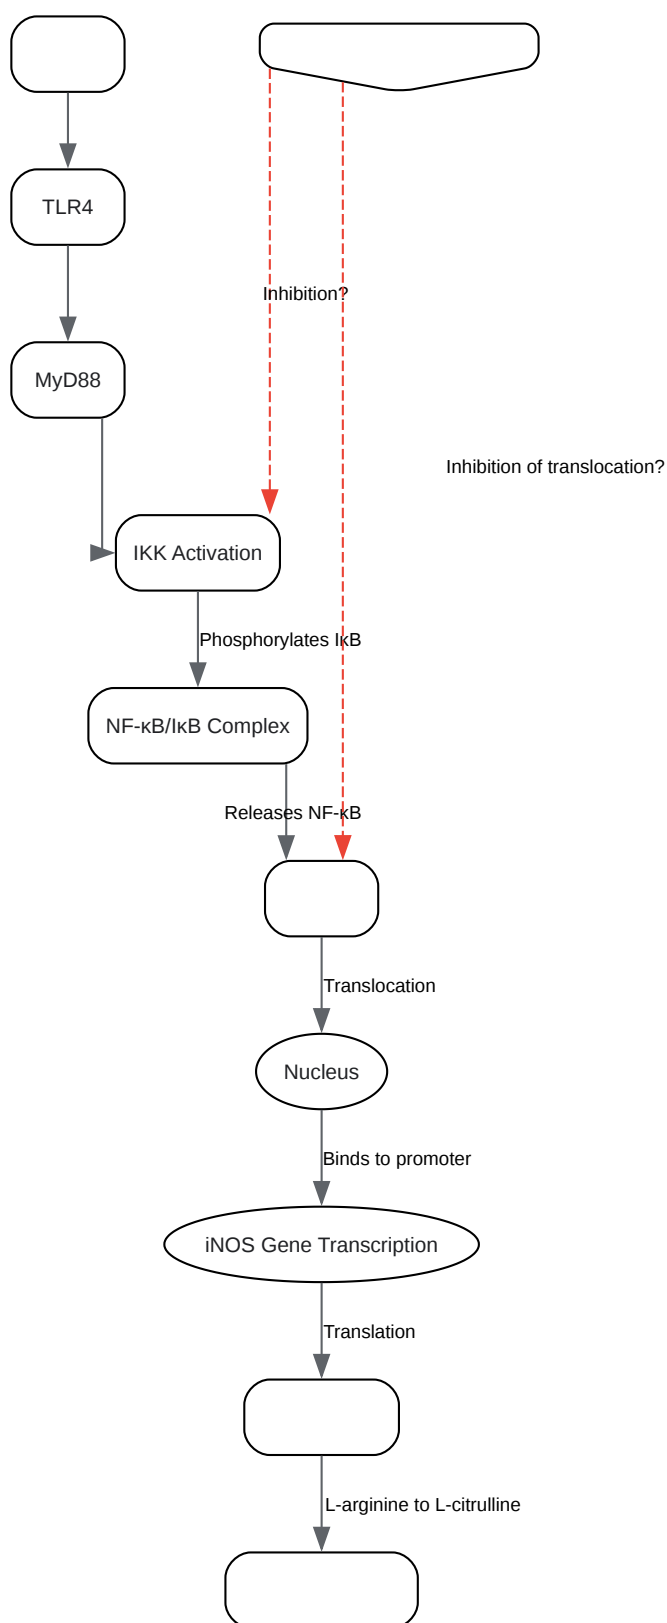 TLR4
Inhibition?
MyD88
Inhibition of translocation?
IKK Activation
Phosphorylates IκB
NF-κB/IκB Complex
Releases NF-κB
Translocation
Nucleus
Binds to promoter
iNOS Gene Transcription
Translation
L-arginine to L-citrulline